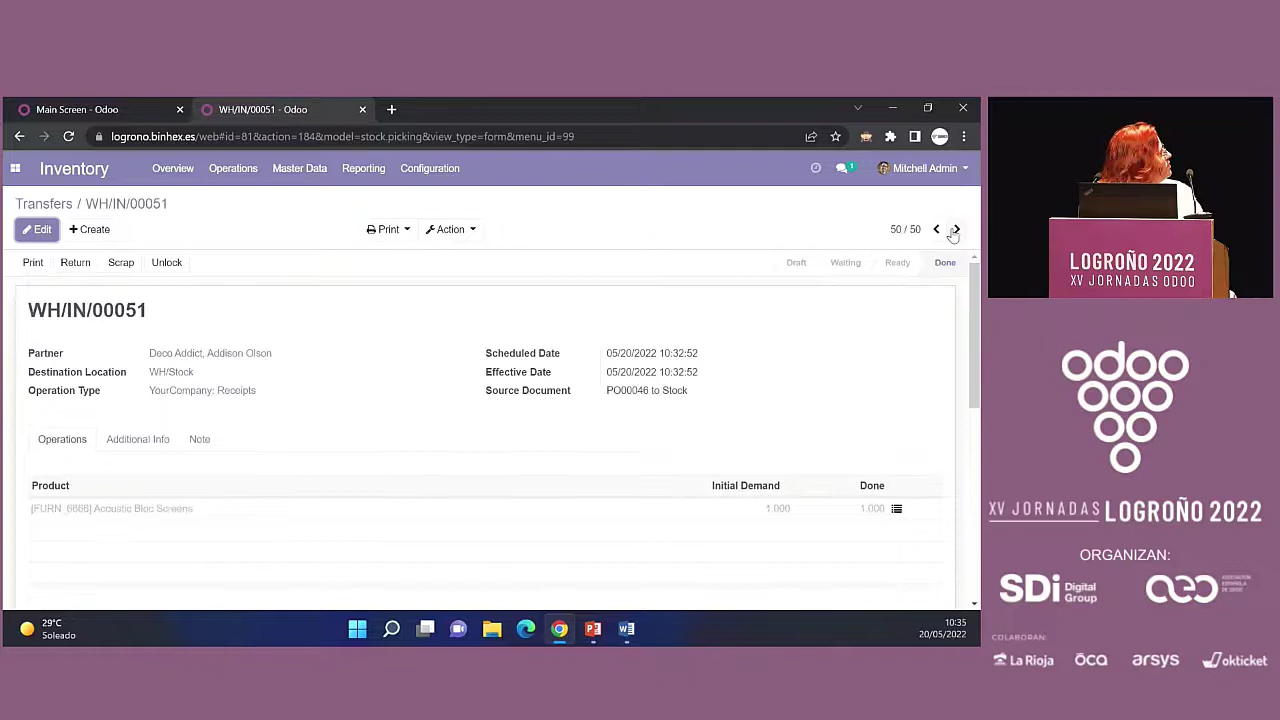 Main Screen - Odoo
WH/IN/00051 - Odoo
logrono.binhex.es/web#id=81&action=184&model=stock.picking&view_type=form&menu_id=99
Inventory Overview Operations Master Data Reporting Configuration 1 Mitchell Admin
Transfers / WH/IN/00051
Edit + Create Print Action 50 / 50
Print Return Scrap Unlock Draft Waiting Ready Done
WH/IN/00051
Partner Deco Addict, Addison Olson Scheduled Date 05/20/2022 10:32:52
Destination Location WH/Stock Effective Date 05/20/2022 10:32:52
Operation Type YourCompany: Receipts Source Document PO00046 to Stock
Operations Additional Info Note
Product Initial Demand Done
[FURN_6666] Acoustic Bloc Screens 1.000 1.000
29°C
Soleado
10:35
20/05/2022
LOGROÑO 2022
XV JORNADAS ODOO
odoo
XV JORNADAS LOGROÑO 2022
ORGANIZAN:
SDi Digital Group
aeo ASOCIACIÓN ESPAÑOLA DE ODOO
COLABORAN:
La Rioja oca arsys okticket